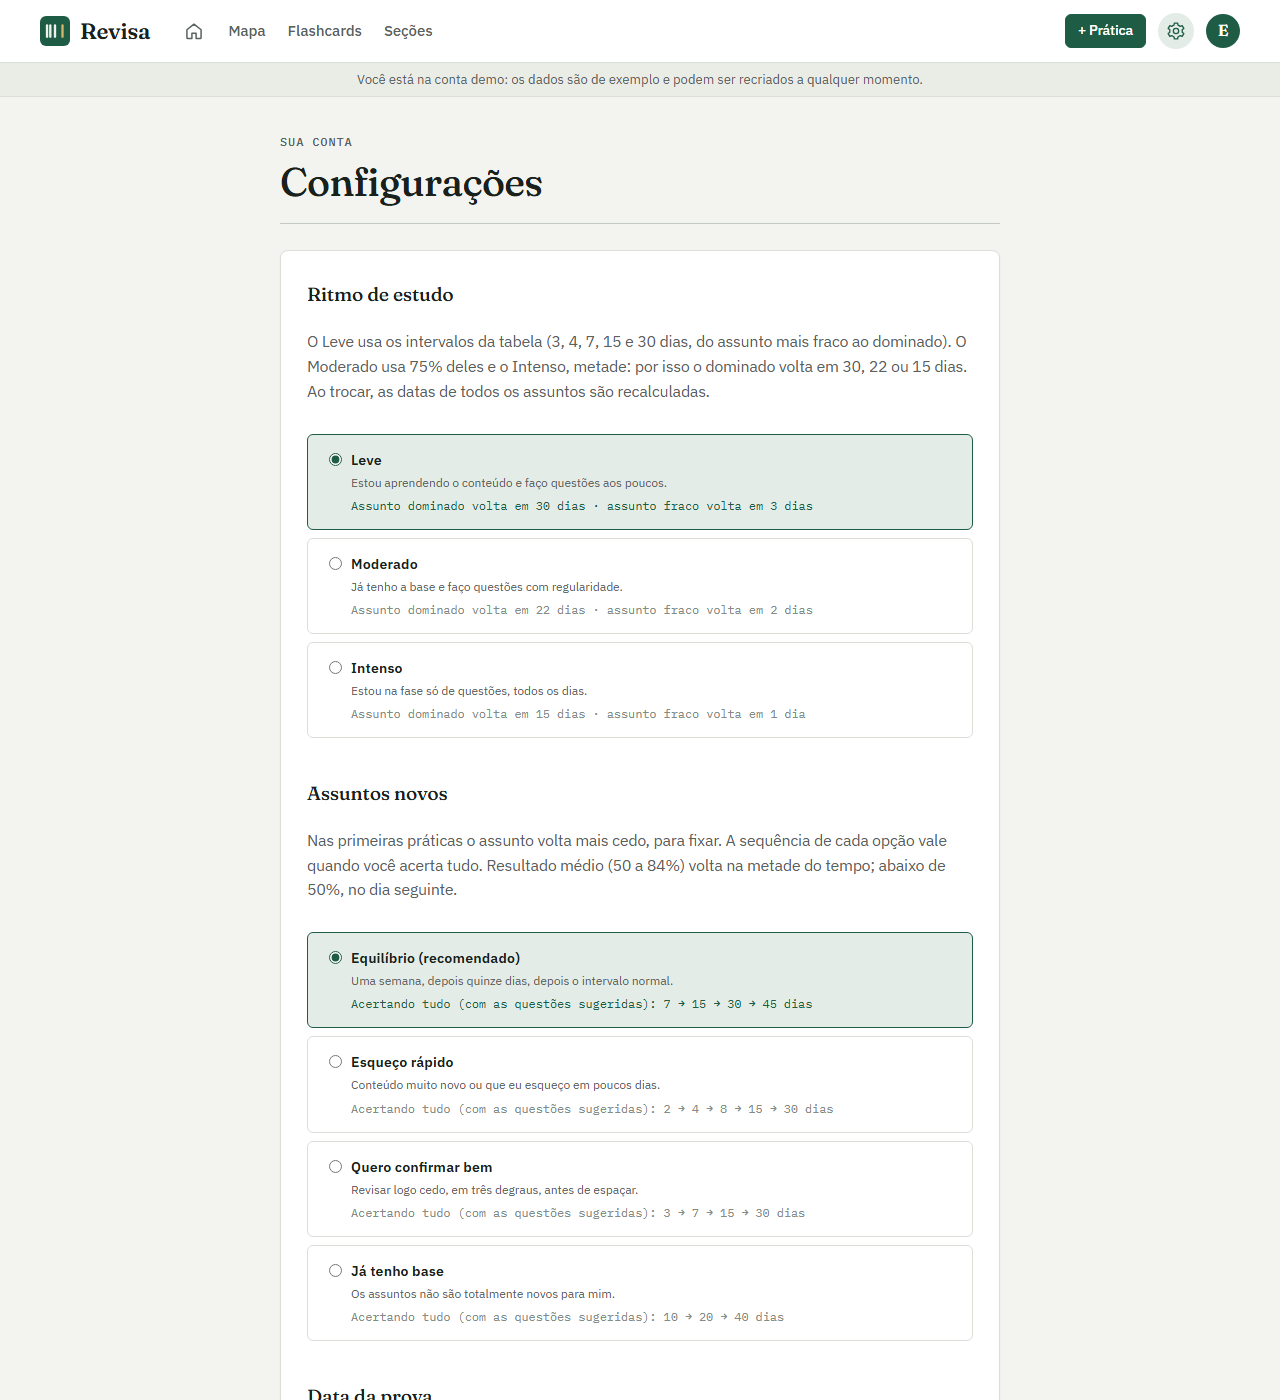 Revisa
Mapa
Flashcards
Seções
+ Prática
E
Você está na conta demo: os dados são de exemplo e podem ser recriados a qualquer momento.
SUA CONTA
Configurações
Ritmo de estudo
O Leve usa os intervalos da tabela (3, 4, 7, 15 e 30 dias, do assunto mais fraco ao dominado). O
Moderado usa 75% deles e o Intenso, metade: por isso o dominado volta em 30, 22 ou 15 dias.
Ao trocar, as datas de todos os assuntos são recalculadas.
Leve
Estou aprendendo o conteúdo e faço questões aos poucos.
Assunto dominado volta em 30 dias · assunto fraco volta em 3 dias
Moderado
Já tenho a base e faço questões com regularidade.
Assunto dominado volta em 22 dias · assunto fraco volta em 2 dias
Intenso
Estou na fase só de questões, todos os dias.
Assunto dominado volta em 15 dias · assunto fraco volta em 1 dia
Assuntos novos
Nas primeiras práticas o assunto volta mais cedo, para fixar. A sequência de cada opção vale
quando você acerta tudo. Resultado médio (50 a 84%) volta na metade do tempo; abaixo de
50%, no dia seguinte.
Equilíbrio (recomendado)
Uma semana, depois quinze dias, depois o intervalo normal.
Acertando tudo (com as questões sugeridas): 7 → 15 → 30 → 45 dias
Esqueço rápido
Conteúdo muito novo ou que eu esqueço em poucos dias.
Acertando tudo (com as questões sugeridas): 2 → 4 → 8 → 15 → 30 dias
Quero confirmar bem
Revisar logo cedo, em três degraus, antes de espaçar.
Acertando tudo (com as questões sugeridas): 3 → 7 → 15 → 30 dias
Já tenho base
Os assuntos não são totalmente novos para mim.
Acertando tudo (com as questões sugeridas): 10 → 20 → 40 dias
Data da prova